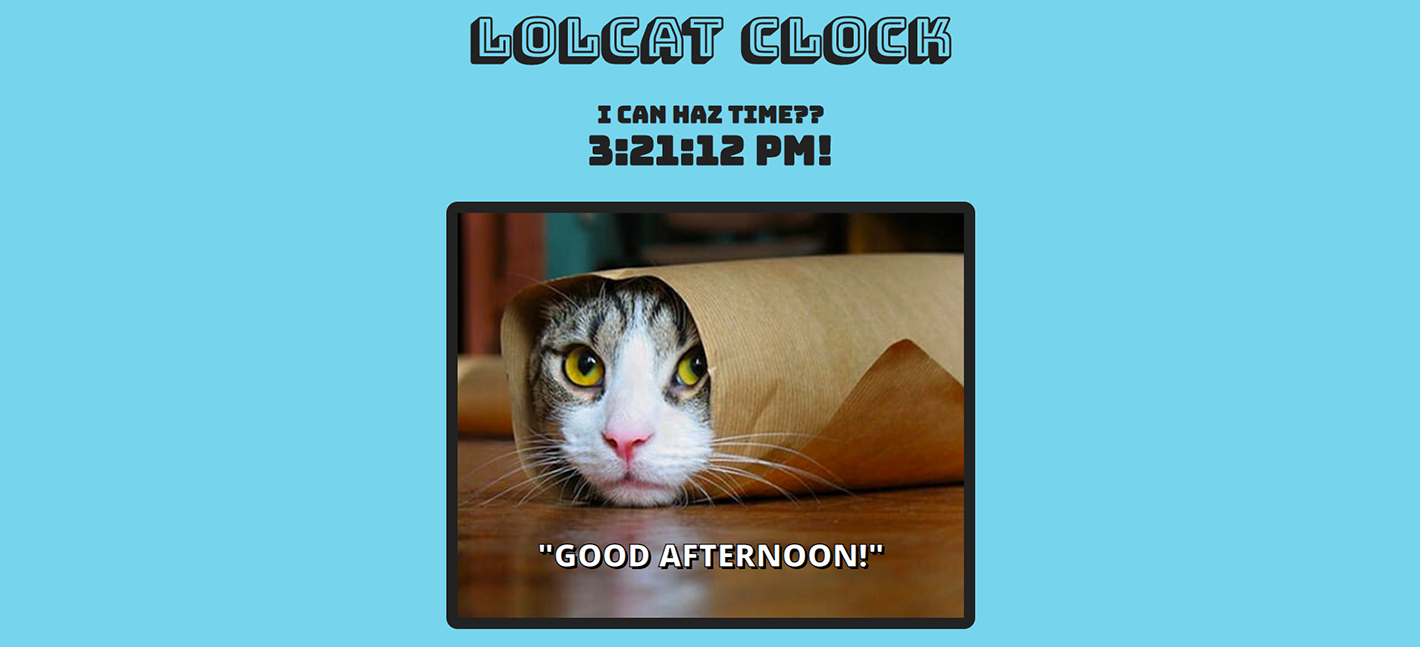 LOLCAT CLOCK
I CAN HAZ TIME??
3:21:12 PM!
"GOOD AFTERNOON!"